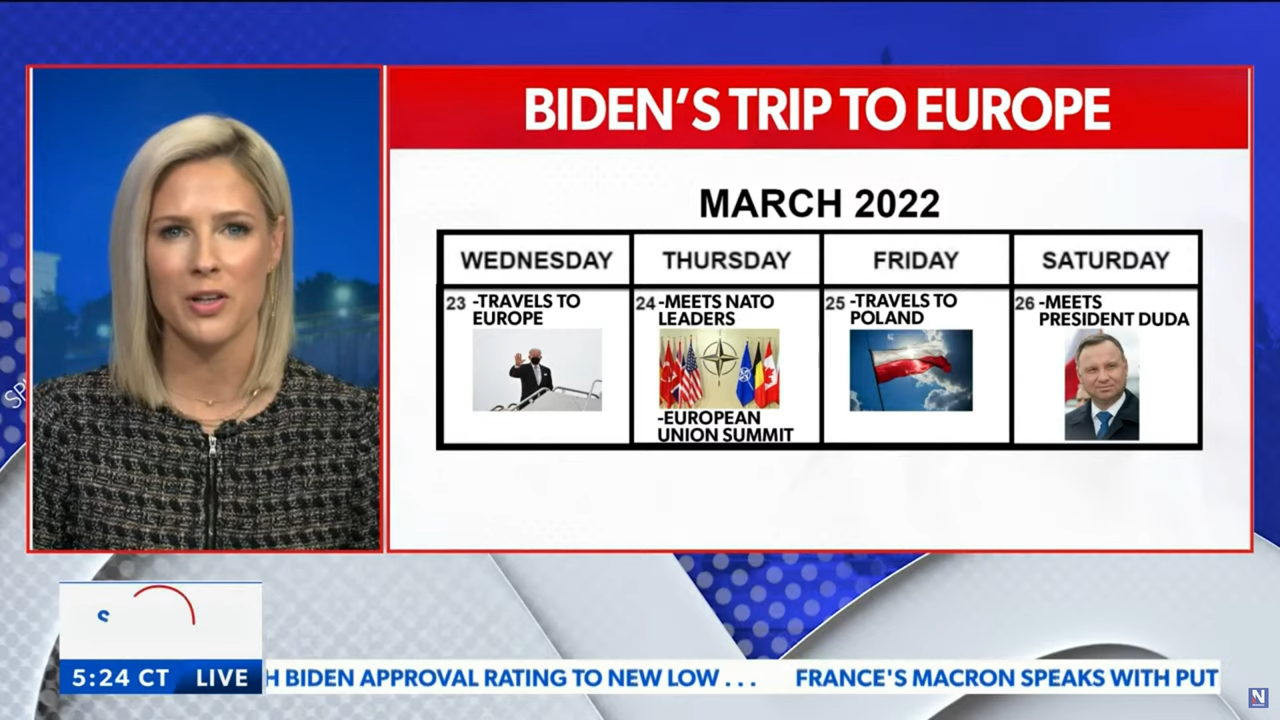 BIDEN'S TRIP TO EUROPE
MARCH 2022
WEDNESDAY THURSDAY FRIDAY SATURDAY
23 -TRAVELS TO
EUROPE
24 -MEETS NATO
LEADERS
-EUROPEAN
UNION SUMMIT
25 -TRAVELS TO
POLAND
26 -MEETS
PRESIDENT DUDA
SP
S
5:24 CT LIVE
H BIDEN APPROVAL RATING TO NEW LOW . . . FRANCE'S MACRON SPEAKS WITH PUT
N